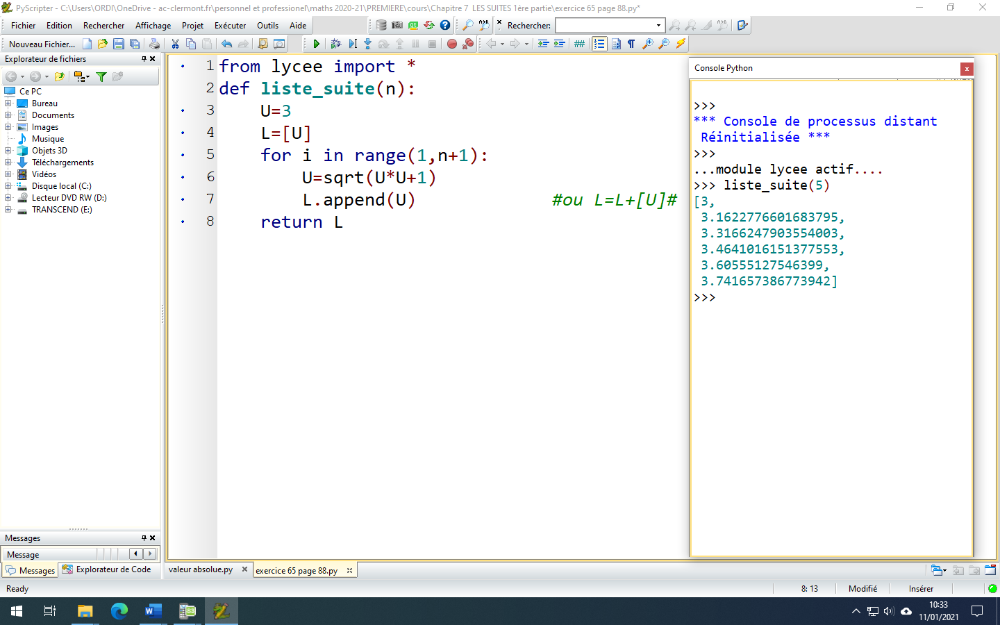 PyScripter - C:\Users\ORDI\OneDrive - ac-clermont.fr\personnel et professionel\maths 2020-21\PREMIERE\cours\Chapitre 7  LES SUITES 1ère partie\exercice 65 page 88.py*
Fichier Edition Rechercher Affichage Projet Exécuter Outils Aide Rechercher:
Nouveau Fichier...
Explorateur de fichiers
Ce PC
Bureau
Documents
Images
Musique
Objets 3D
Téléchargements
Vidéos
Disque local (C:)
Lecteur DVD RW (D:)
TRANSCEND (E:)
1 from lycee import *
2 def liste_suite(n):
3     U=3
4     L=[U]
5     for i in range(1,n+1):
6         U=sqrt(U*U+1)
7         L.append(U)             #ou L=L+[U]#
8     return L
Console Python
>>>
*** Console de processus distant
 Réinitialisée ***
>>>
...module lycee actif....
>>> liste_suite(5)
[3,
 3.1622776601683795,
 3.3166247903554003,
 3.4641016151377553,
 3.60555127546399,
 3.741657386773942]
>>>
Messages
Message
Messages Explorateur de Code
valeur absolue.py exercice 65 page 88.py
Ready 8: 13 Modifié Insérer
10:33
11/01/2021